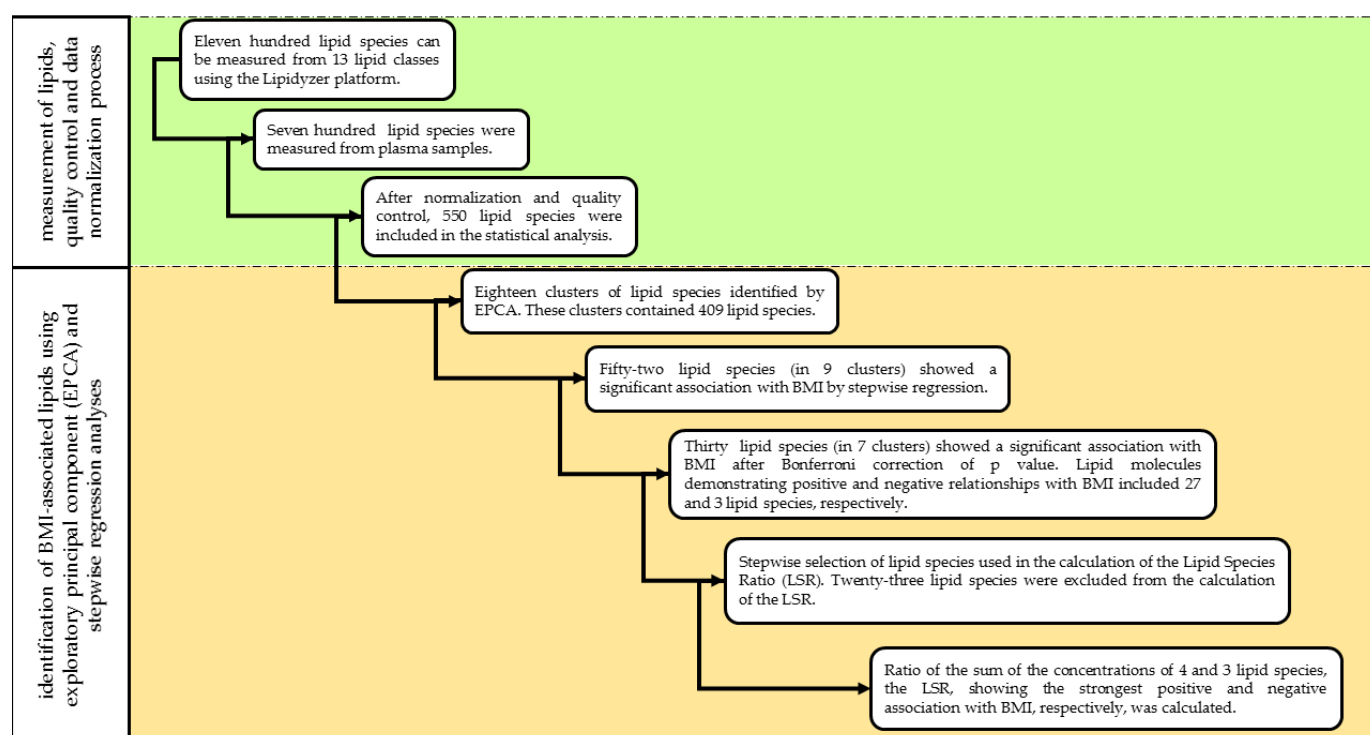 measurement of lipids,
quality control and data
normalization process
Eleven hundred lipid species can
be measured from 13 lipid classes
using the Lipidyzer platform.
Seven hundred lipid species were
measured from plasma samples.
After normalization and quality
control, 550 lipid species were
included in the statistical analysis.
identification of BMI-associated lipids using
exploratory principal component (EPCA) and
stepwise regression analyses
Eighteen clusters of lipid species identified by
EPCA. These clusters contained 409 lipid species.
Fifty-two lipid species (in 9 clusters) showed a
significant association with BMI by stepwise regression.
Thirty lipid species (in 7 clusters) showed a significant association with
BMI after Bonferroni correction of p value. Lipid molecules
demonstrating positive and negative relationships with BMI included 27
and 3 lipid species, respectively.
Stepwise selection of lipid species used in the calculation of the Lipid Species
Ratio (LSR). Twenty-three lipid species were excluded from the calculation
of the LSR.
Ratio of the sum of the concentrations of 4 and 3 lipid species,
the LSR, showing the strongest positive and negative
association with BMI, respectively, was calculated.